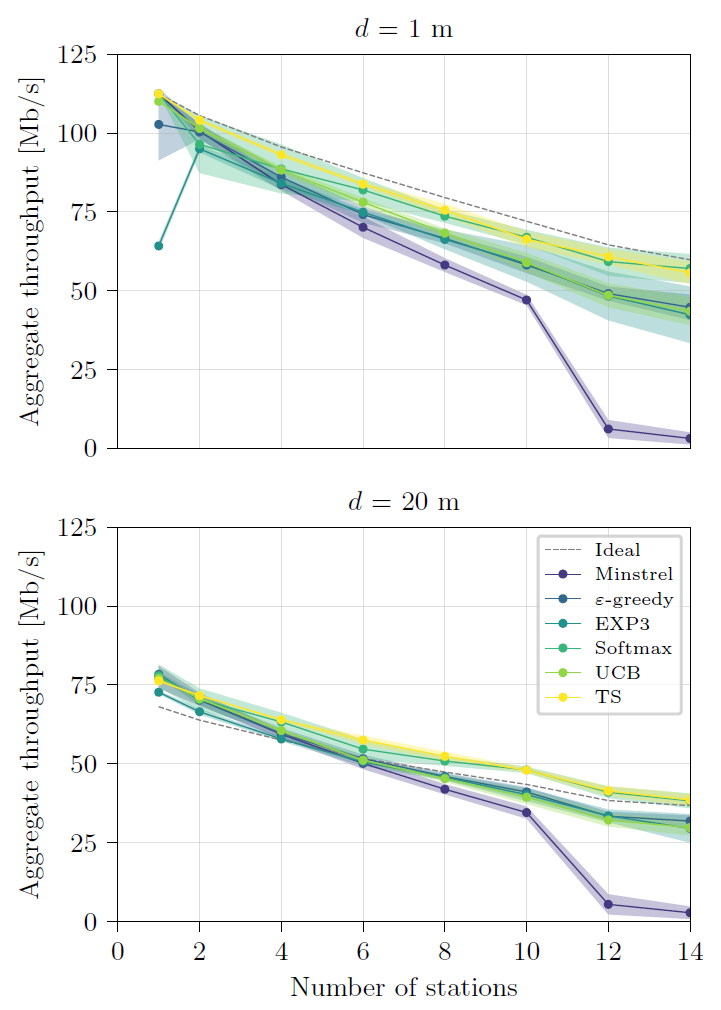 d = 1 m
125
100
75
50
25
0
Aggregate throughput [Mb/s]
d = 20 m
125
100
75
50
25
0
Aggregate throughput [Mb/s]
Ideal
Minstrel
ε-greedy
EXP3
Softmax
UCB
TS
0 2 4 6 8 10 12 14
Number of stations